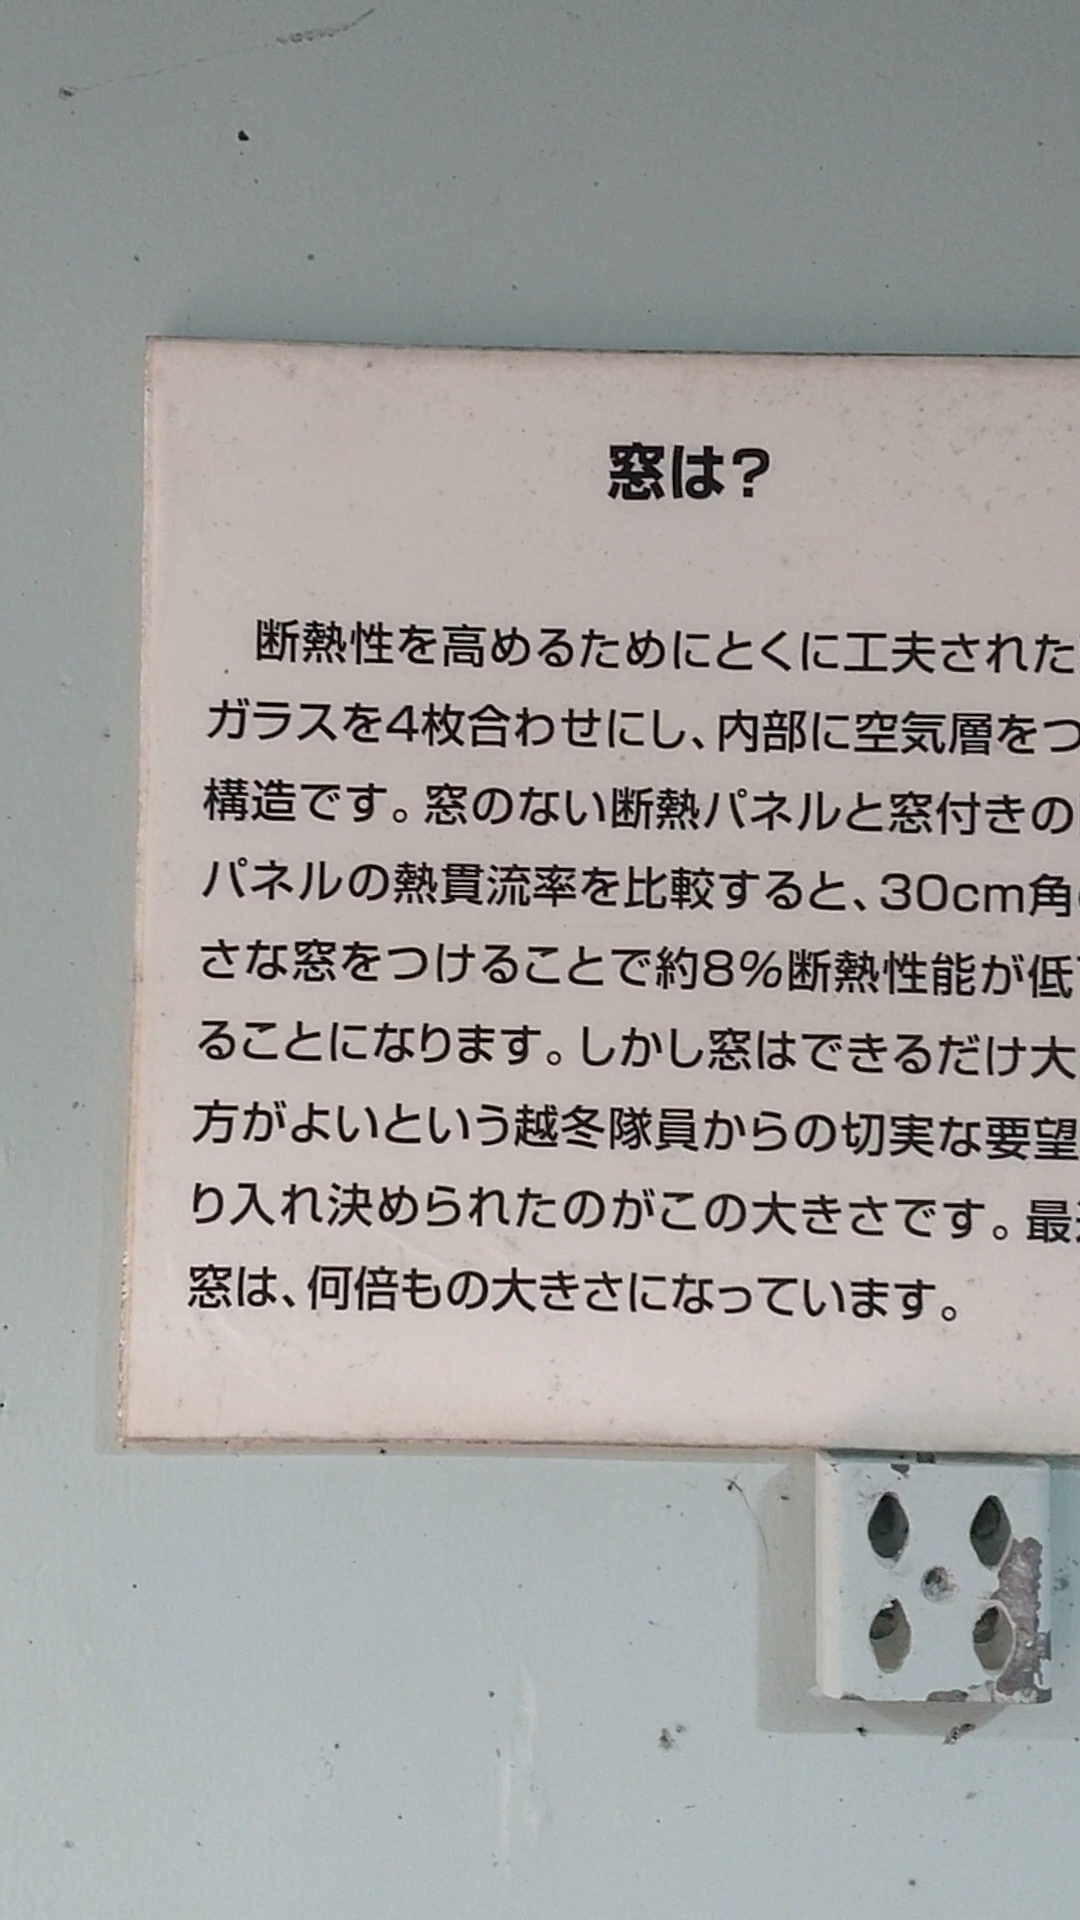 窓は?
断熱性を高めるためにとくに工夫された
ガラスを4枚合わせにし、内部に空気層をつ
構造です。窓のない断熱パネルと窓付きの
パネルの熱貫流率を比較すると、30cm角
さな窓をつけることで約8%断熱性能が低
ることになります。しかし窓はできるだけ大
方がよいという越冬隊員からの切実な要望
り入れ決められたのがこの大きさです。最
窓は、何倍もの大きさになっています。